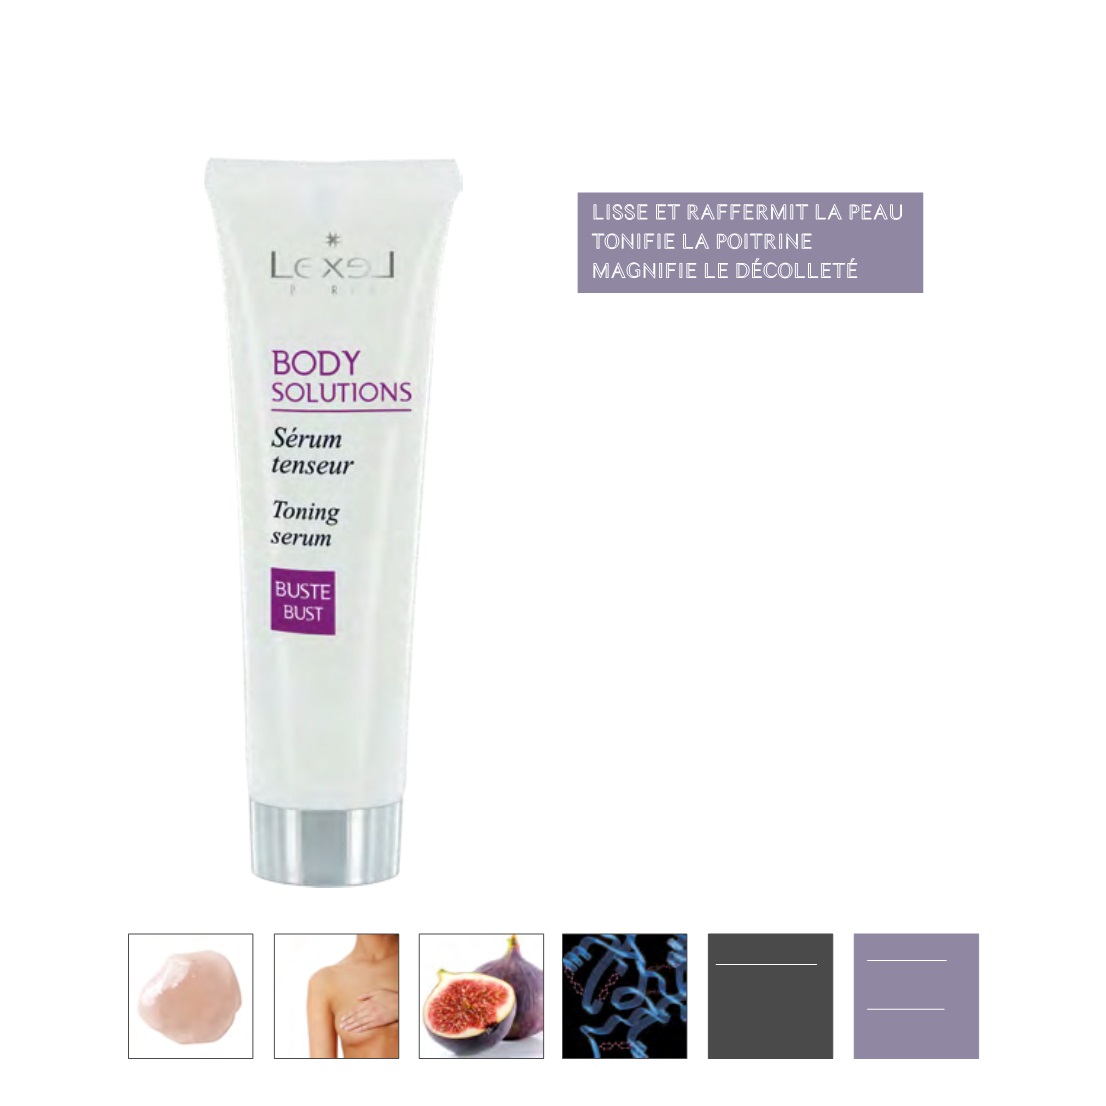 LISSE ET RAFFERMIT LA PEAU
TONIFIE LA POITRINE
MAGNIFIE LE DÉCOLLETÉ
Lexel
BODY
SOLUTIONS
Sérum
tenseur
Toning
serum
BUSTE
BUST